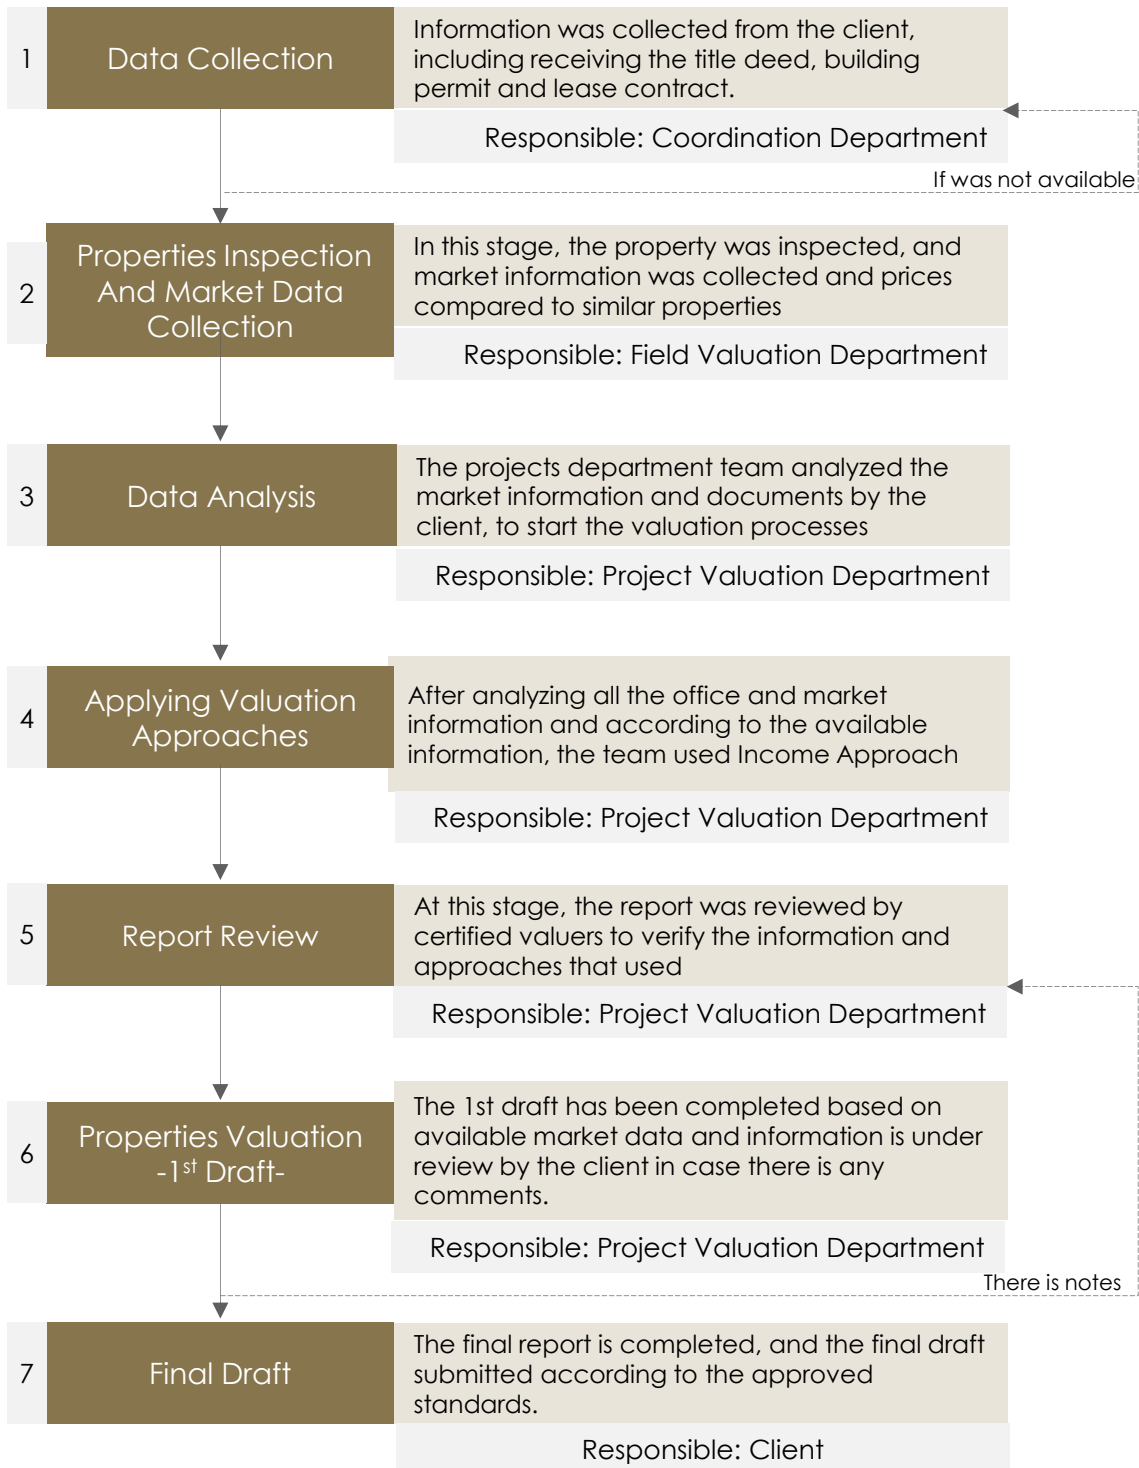 1
Data Collection
Information was collected from the client,
including receiving the title deed, building
permit and lease contract.
Responsible: Coordination Department
If was not available
2
Properties Inspection
And Market Data
Collection
In this stage, the property was inspected, and
market information was collected and prices
compared to similar properties
Responsible: Field Valuation Department
3
Data Analysis
The projects department team analyzed the
market information and documents by the
client, to start the valuation processes
Responsible: Project Valuation Department
4
Applying Valuation
Approaches
After analyzing all the office and market
information and according to the available
information, the team used Income Approach
Responsible: Project Valuation Department
5
Report Review
At this stage, the report was reviewed by
certified valuers to verify the information and
approaches that used
Responsible: Project Valuation Department
6
Properties Valuation
-1st Draft-
The 1st draft has been completed based on
available market data and information is under
review by the client in case there is any
comments.
Responsible: Project Valuation Department
There is notes
7
Final Draft
The final report is completed, and the final draft
submitted according to the approved
standards.
Responsible: Client